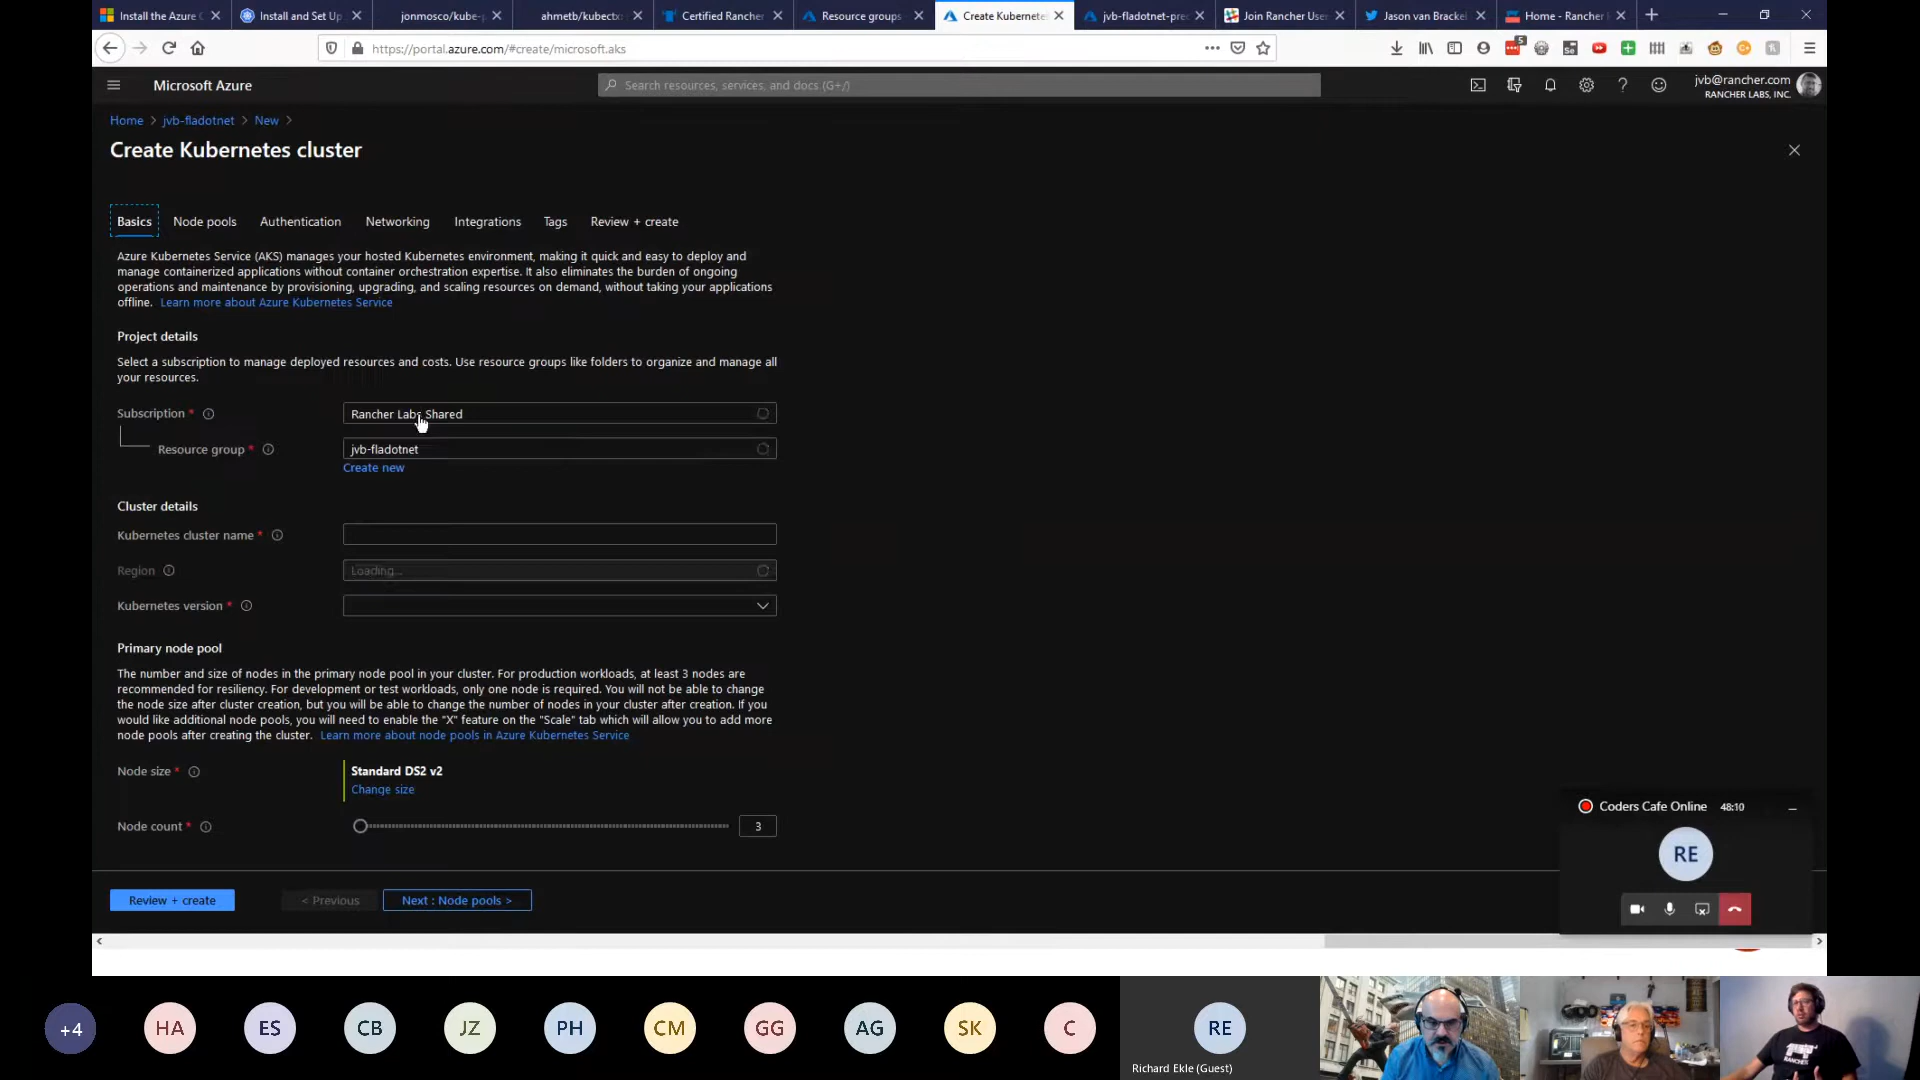 Install the Azure C
Install and Set Up
jonmosco/kube-p
ahmetb/kubectx:
Certified Rancher
Resource groups -
Create Kubernetes
jvb-fladotnet-prec
Join Rancher User
Jason van Brackel
Home - Rancher
https://portal.azure.com/#create/microsoft.aks
5
Microsoft Azure
Search resources, services, and docs (G+/)
jvb@rancher.com
RANCHER LABS, INC.
Home > jvb-fladotnet > New >
Create Kubernetes cluster
Basics Node pools Authentication Networking Integrations Tags Review + create
Azure Kubernetes Service (AKS) manages your hosted Kubernetes environment, making it quick and easy to deploy and
manage containerized applications without container orchestration expertise. It also eliminates the burden of ongoing
operations and maintenance by provisioning, upgrading, and scaling resources on demand, without taking your applications
offline. Learn more about Azure Kubernetes Service
Project details
Select a subscription to manage deployed resources and costs. Use resource groups like folders to organize and manage all
your resources.
Subscription * Rancher Labs Shared
Resource group * jvb-fladotnet
Create new
Cluster details
Kubernetes cluster name *
Region Loading...
Kubernetes version *
Primary node pool
The number and size of nodes in the primary node pool in your cluster. For production workloads, at least 3 nodes are
recommended for resiliency. For development or test workloads, only one node is required. You will not be able to change
the node size after cluster creation, but you will be able to change the number of nodes in your cluster after creation. If you
would like additional node pools, you will need to enable the "X" feature on the "Scale" tab which will allow you to add more
node pools after creating the cluster. Learn more about node pools in Azure Kubernetes Service
Node size * Standard DS2 v2
Change size
Node count * 3
Review + create < Previous Next : Node pools >
Coders Cafe Online 48:10
RE
+4 HA ES CB JZ PH CM GG AG SK C RE
Richard Ekle (Guest)
RANCHER